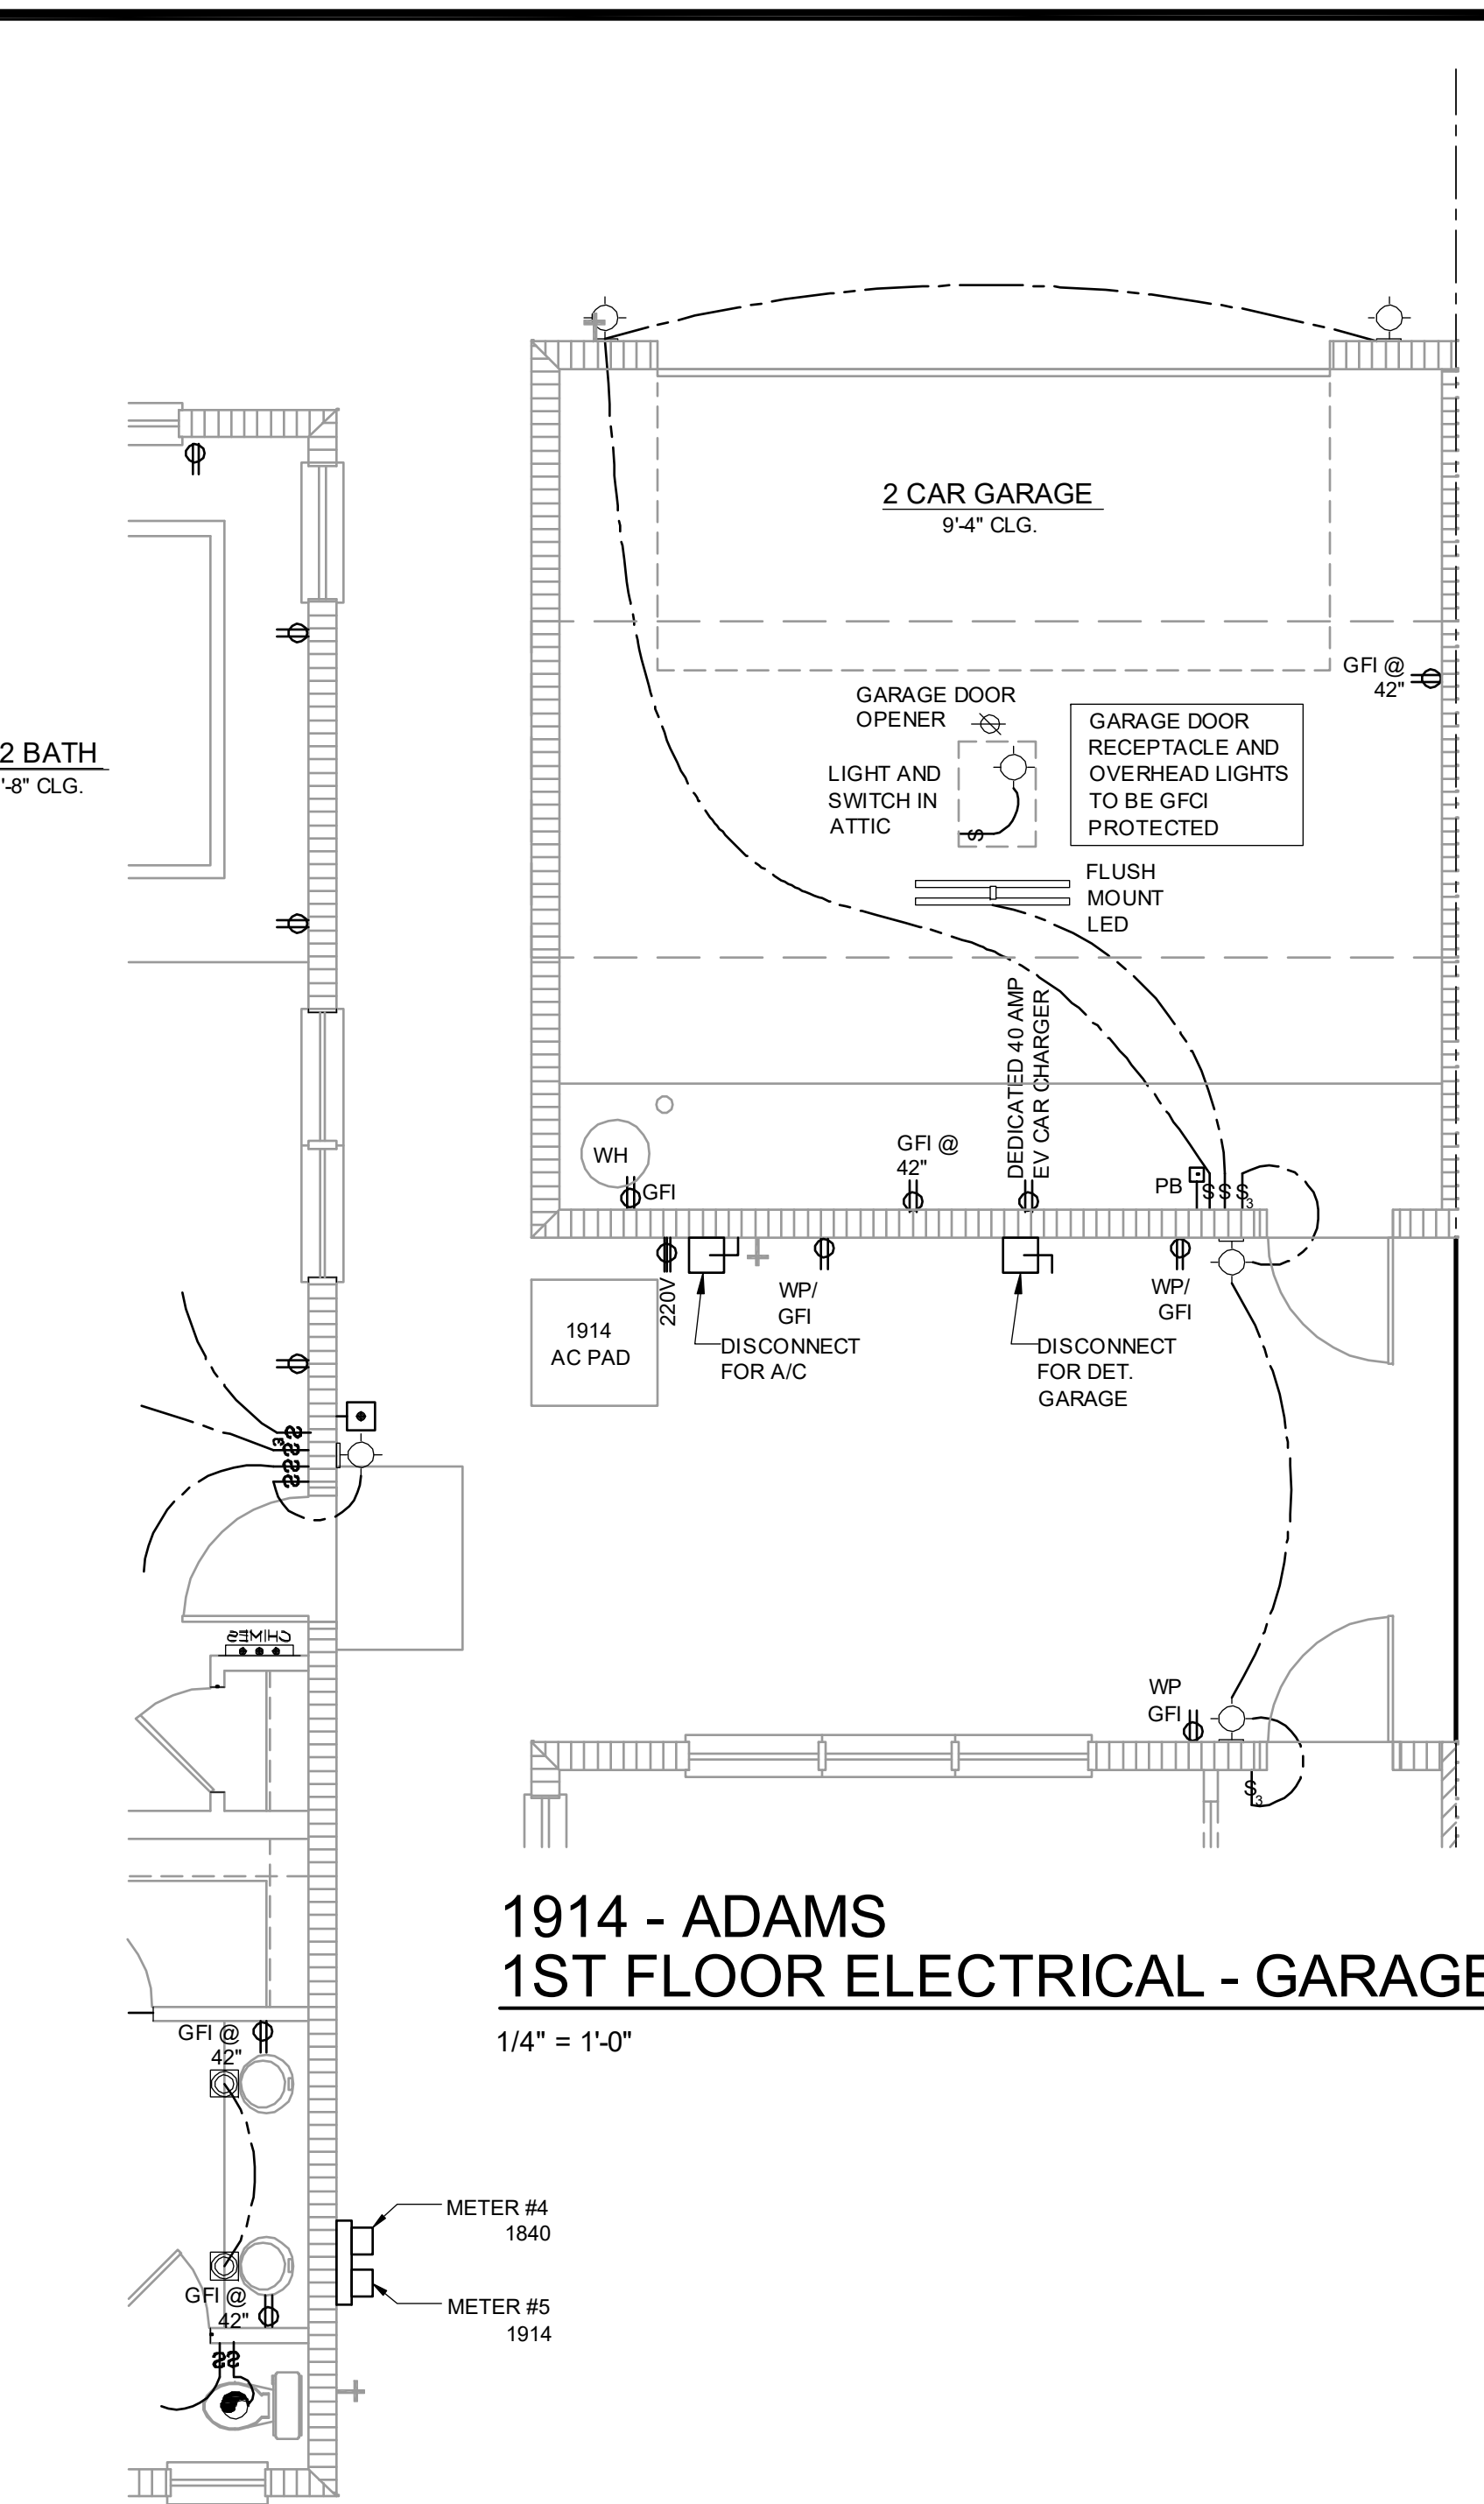 2 CAR GARAGE
9'-4" CLG.
GFI @
42"
GARAGE DOOR
OPENER
GARAGE DOOR
RECEPTACLE AND
OVERHEAD LIGHTS
TO BE GFCI
PROTECTED
2 BATH
'-8" CLG.
LIGHT AND
SWITCH IN
ATTIC
S
FLUSH
MOUNT
LED
DEDICATED 40 AMP
EV CAR CHARGER
GFI @
42"
WH
GFI
PB
S S S3
220V
WP/
GFI
WP/
GFI
1914
AC PAD
DISCONNECT
FOR A/C
DISCONNECT
FOR DET.
GARAGE
S
S3
S
S
CHIMES
WP
GFI
S3
1914 - ADAMS
1ST FLOOR ELECTRICAL - GARAGE
1/4" = 1'-0"
GFI @
42"
METER #4
1840
GFI @
42"
METER #5
1914
SS